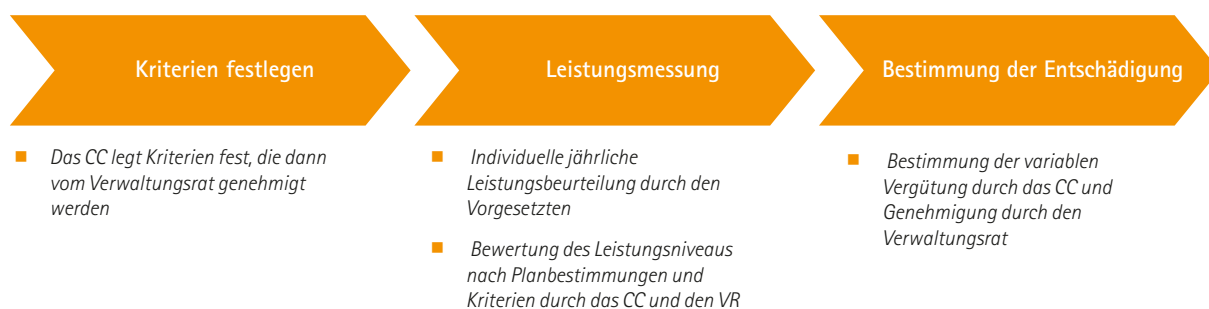 Kriterien festlegen
Das CC legt Kriterien fest, die dann
vom Verwaltungsrat genehmigt
werden
Leistungsmessung
Individuelle jährliche
Leistungsbeurteilung durch den
Vorgesetzten
Bewertung des Leistungsniveaus
nach Planbestimmungen und
Kriterien durch das CC und den VR
Bestimmung der Entschädigung
Bestimmung der variablen
Vergütung durch das CC und
Genehmigung durch den
Verwaltungsrat